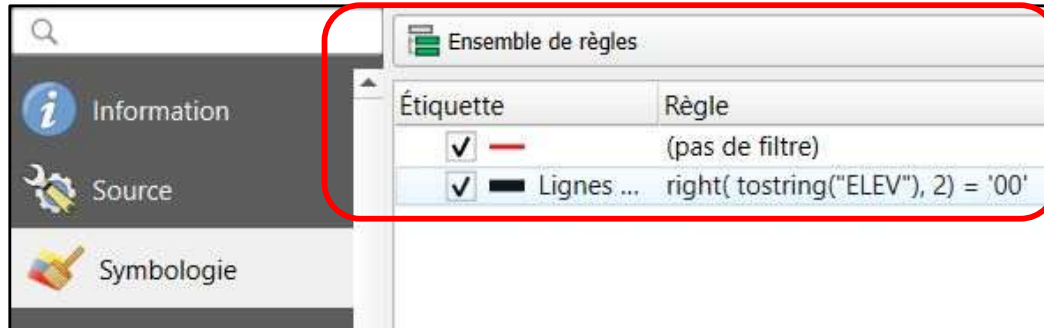 Ensemble de règles
Information
Source
Symbologie
Étiquette Règle
(pas de filtre)
Lignes ... right( tostring("ELEV"), 2) = '00'